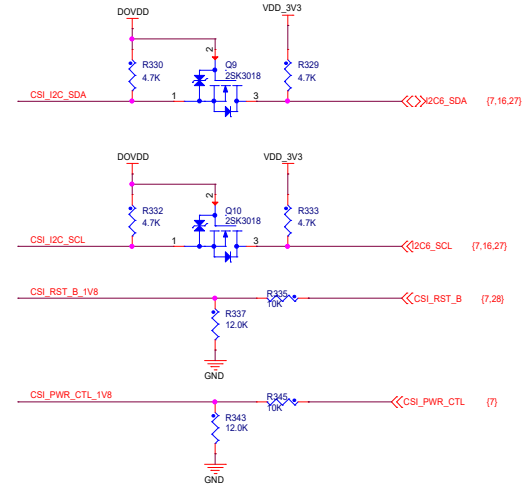 DOVDD VDD_3V3
R330 4.7K
2 Q9 2SK3018
R329 4.7K
CSI_I2C_SDA 1 3 I2C6_SDA {7,16,27}
DOVDD VDD_3V3
R332 4.7K
2 Q10 2SK3018
R333 4.7K
CSI_I2C_SCL 1 3 I2C6_SCL {7,16,27}
CSI_RST_B_1V8 R335 10K CSI_RST_B {7,28}
R337 12.0K
GND
CSI_PWR_CTL_1V8 R345 10K CSI_PWR_CTL {7}
R343 12.0K
GND